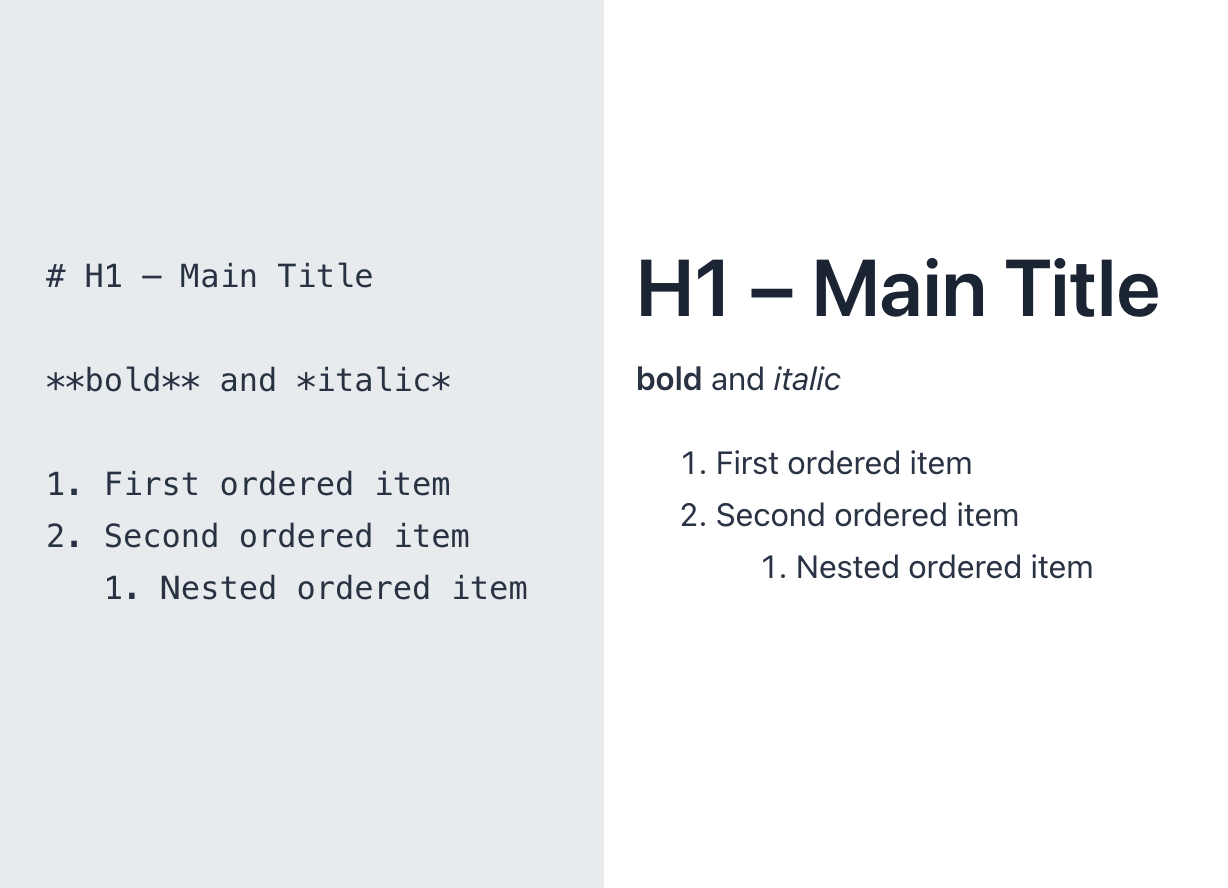 # H1 – Main Title
**bold** and *italic*
1. First ordered item
2. Second ordered item
1. Nested ordered item
H1 – Main Title
bold and italic
1. First ordered item
2. Second ordered item
1. Nested ordered item